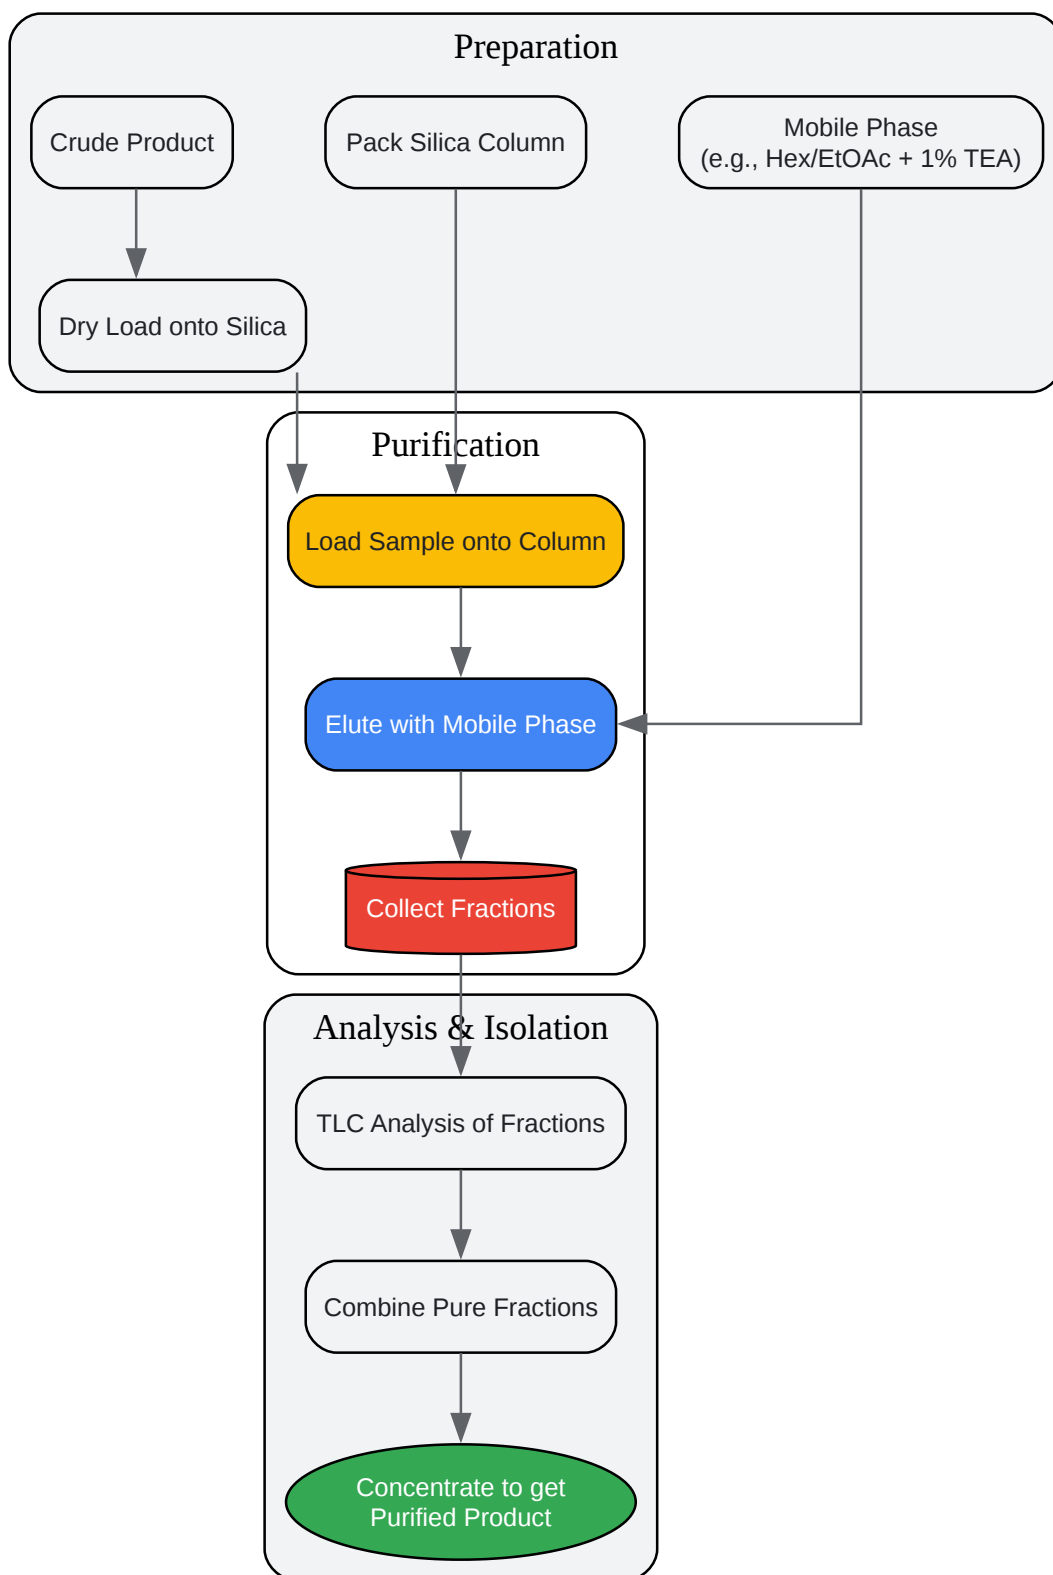 Preparation
Crude Product
Pack Silica Column
Mobile Phase
(e.g., Hex/EtOAc + 1% TEA)
Dry Load onto Silica
Purification
Load Sample onto Column
Elute with Mobile Phase
Collect Fractions
Analysis & Isolation
TLC Analysis of Fractions
Combine Pure Fractions
Concentrate to get
Purified Product